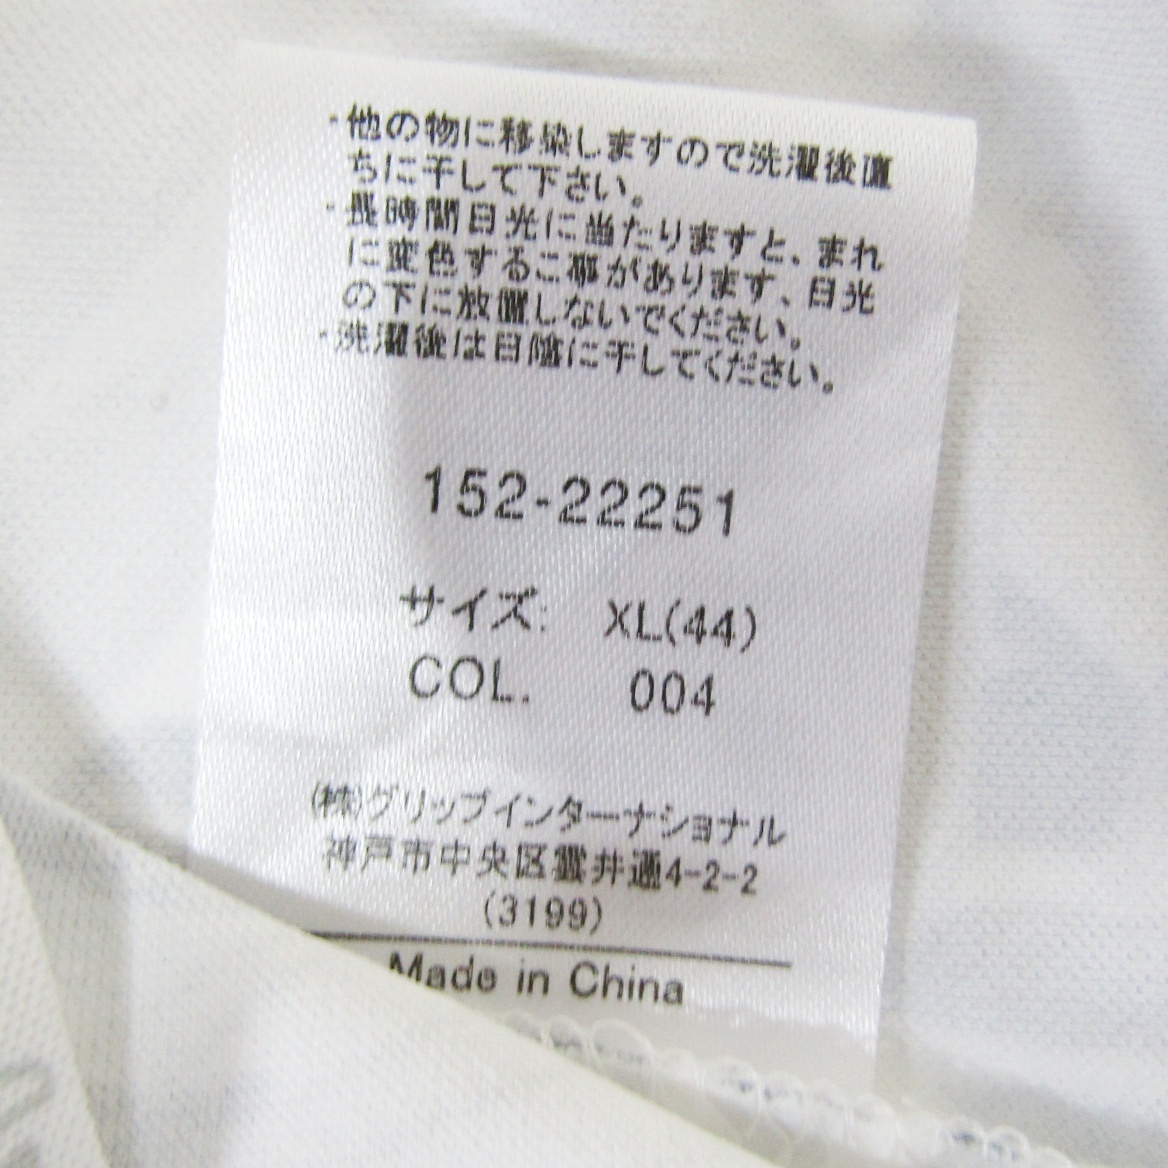 ・他の物に移染しますので洗濯後直
ちに干して下さい。
・長時間日光に当たりますと、まれ
に変色するこ事があります、日光
の下に放置しないでください。
・洗濯後は日陰に干してください。
152-22251
サイズ: XL(44)
COL. 004
(株)グリップインターナショナル
神戸市中央区雲井通4-2-2
(3199)
Made in China